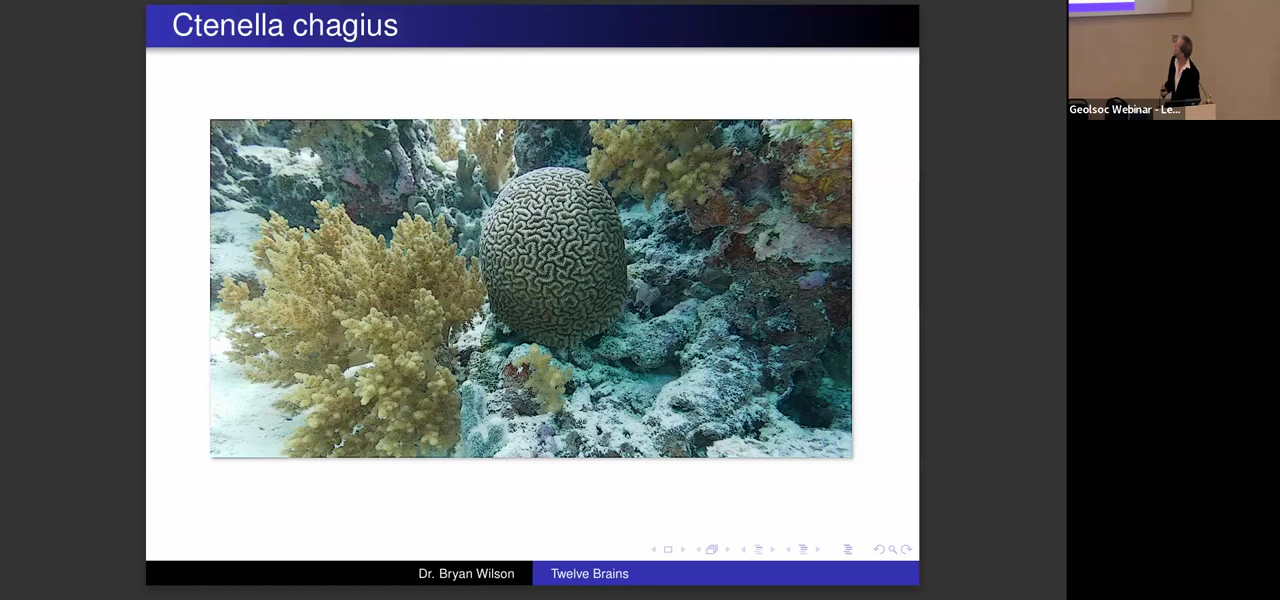 Ctenella chagius
Geolsoc Webinar - Le...
Dr. Bryan Wilson
Twelve Brains